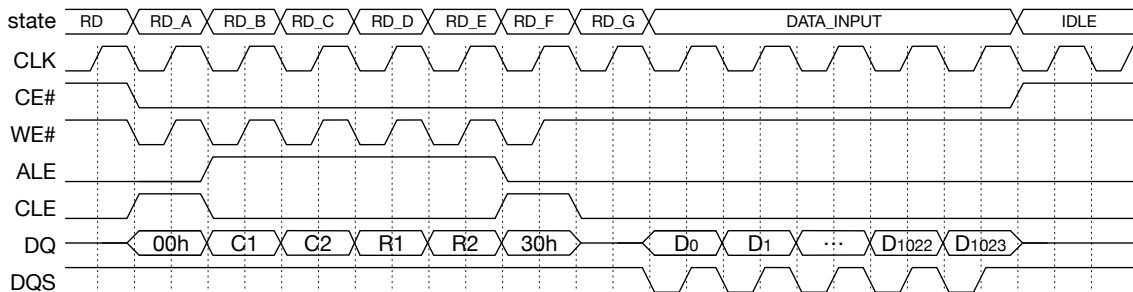 state RD RD_A RD_B RD_C RD_D RD_E RD_F RD_G DATA_INPUT IDLE
CLK
CE#
WE#
ALE
CLE
DQ 00h C1 C2 R1 R2 30h D0 D1 ··· D1022 D1023
DQS